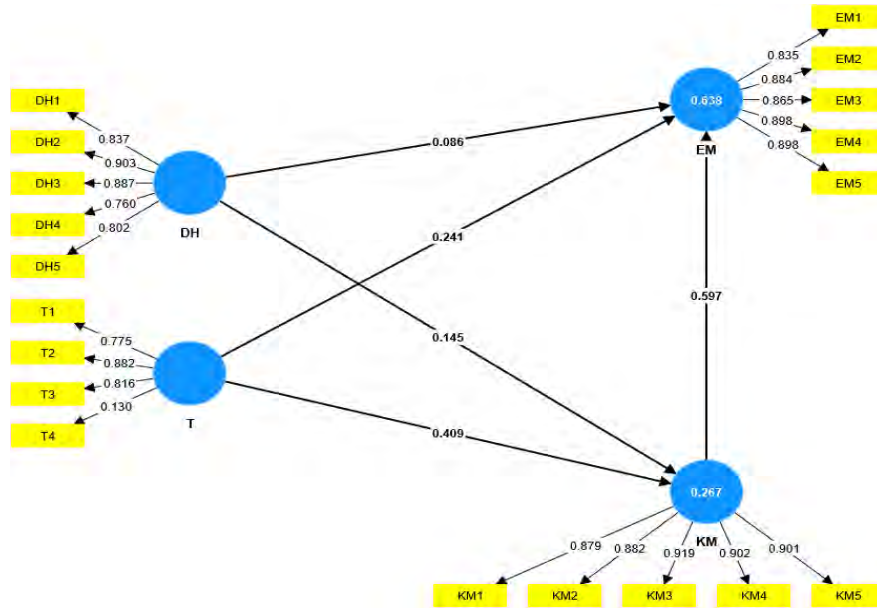 EM1
0.835
EM2
0.884
EM3
0.865
EM4
0.898
EM5
0.898
0.638
EM
DH1
0.837
DH2
0.903
DH3
0.887
DH4
0.760
DH5
0.802
DH
0.086
0.241
0.597
0.145
0.409
T1
0.775
T2
0.882
T3
0.816
T4
0.130
T
0.267
KM
0.879
0.882
0.919
0.902
0.901
KM1
KM2
KM3
KM4
KM5